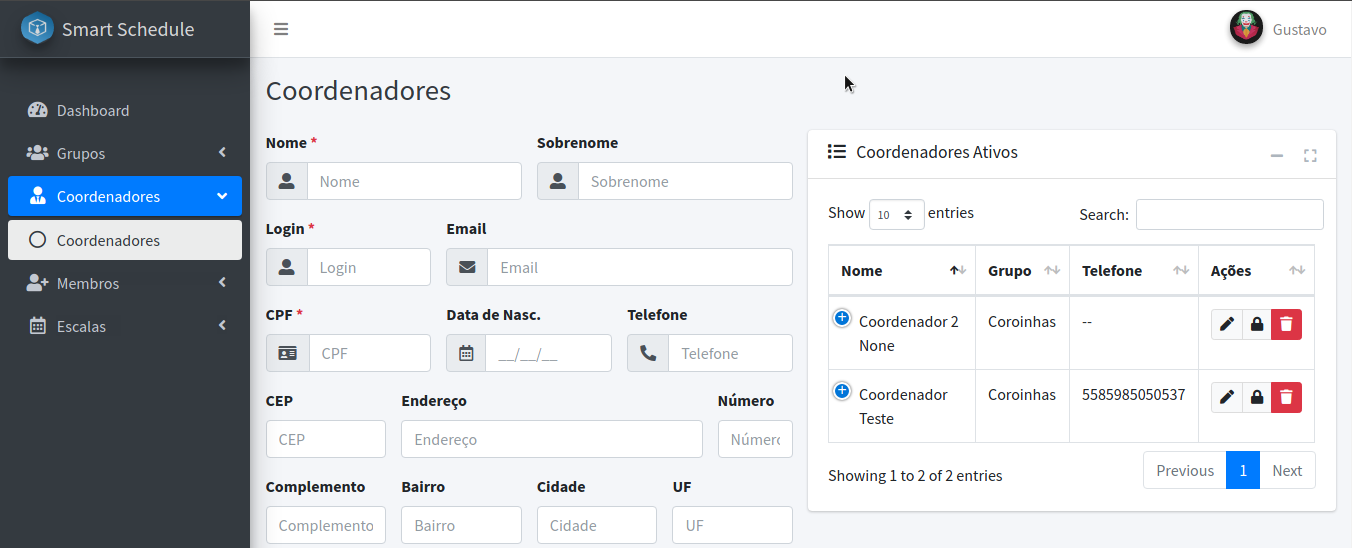 Smart Schedule
Gustavo
Dashboard
Grupos
Coordenadores
Coordenadores
Membros
Escalas
Coordenadores
Nome * Sobrenome
Nome Sobrenome
Login * Email
Login Email
CPF * Data de Nasc. Telefone
CPF __/__/__ Telefone
CEP Endereço Número
CEP Endereço Número
Complemento Bairro Cidade UF
Complemento Bairro Cidade UF
Coordenadores Ativos
Show 10 entries Search:
Nome Grupo Telefone Ações
Coordenador 2 Coroinhas --
None
Coordenador Coroinhas 5585985050537
Teste
Showing 1 to 2 of 2 entries Previous 1 Next